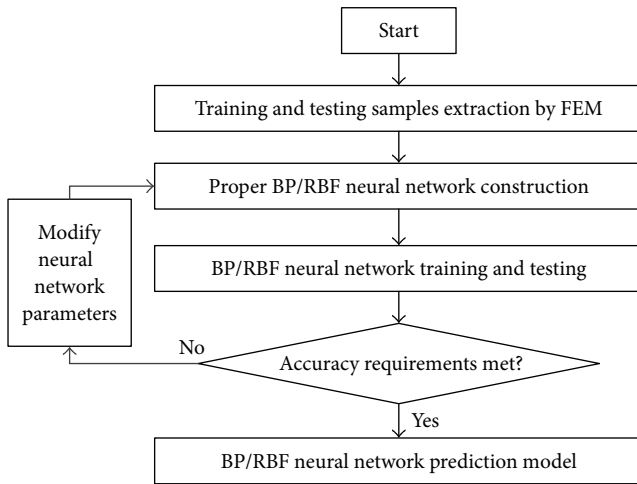 Start
Training and testing samples extraction by FEM
Proper BP/RBF neural network construction
Modify
neural
network
parameters
BP/RBF neural network training and testing
No
Accuracy requirements met?
Yes
BP/RBF neural network prediction model